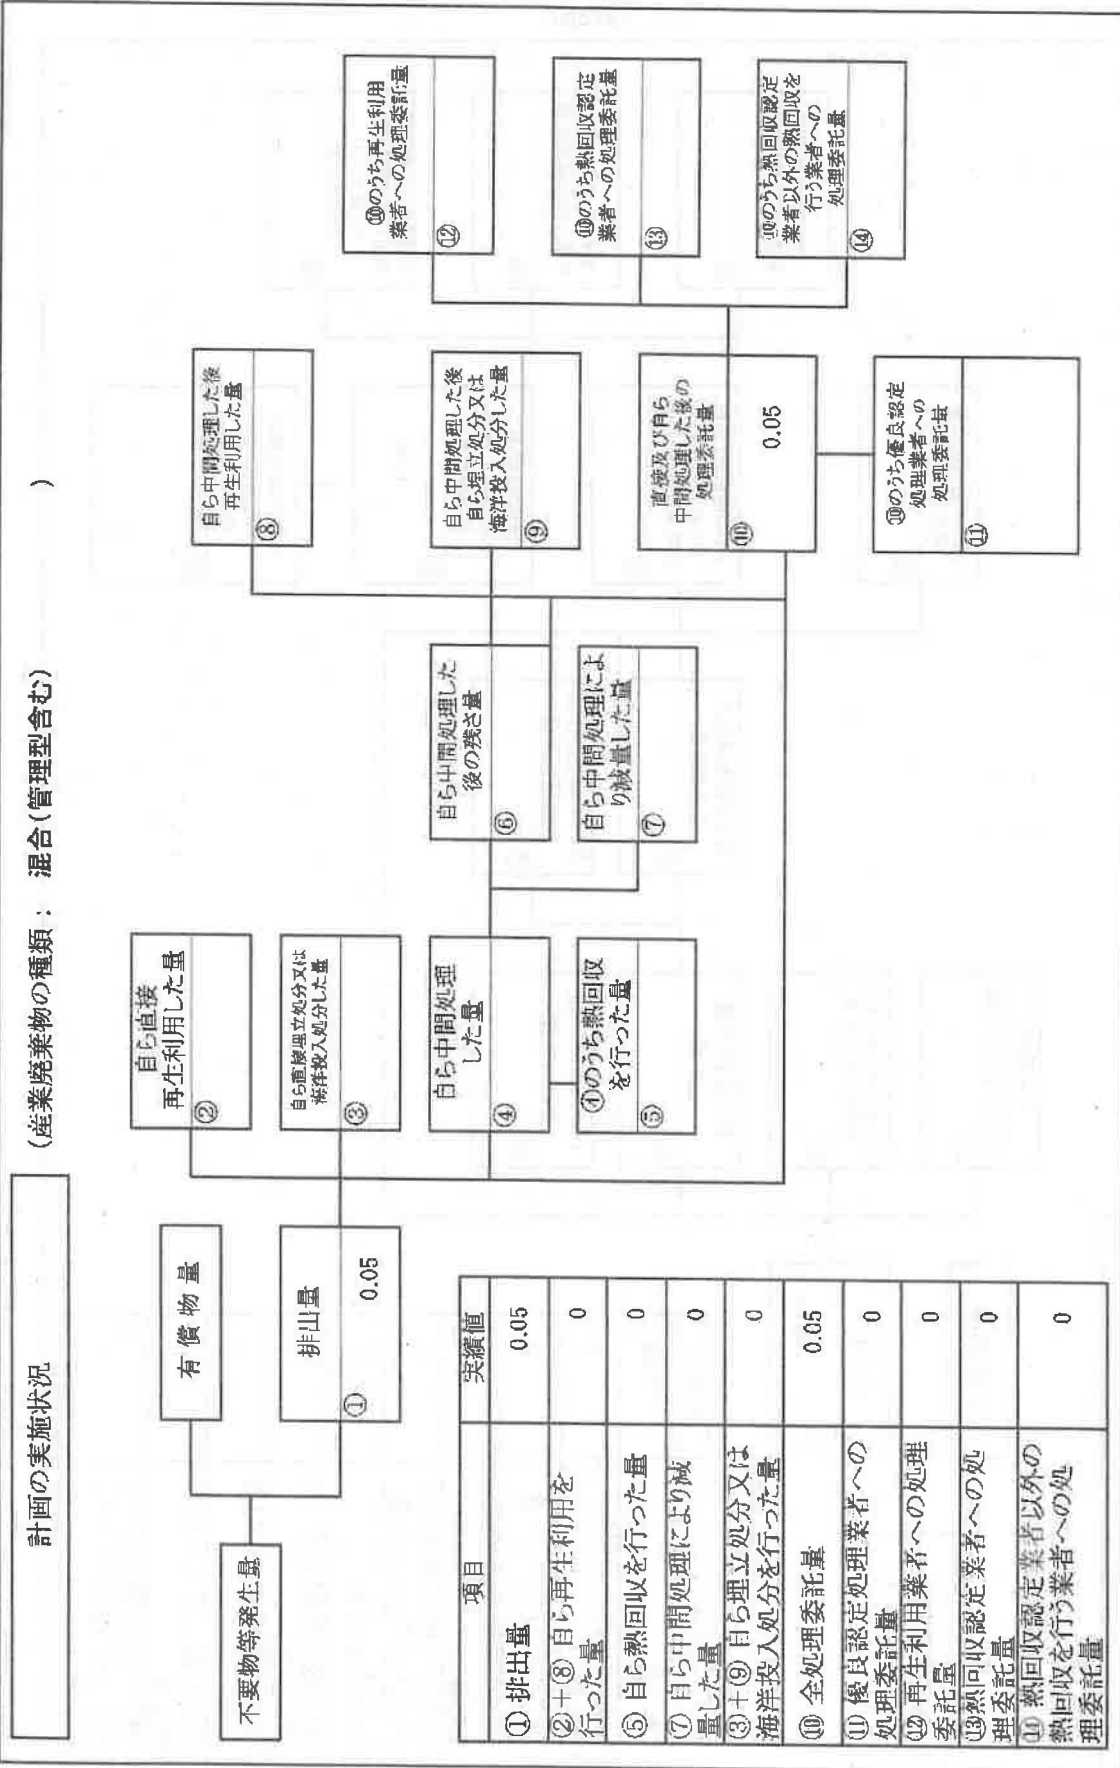 計画の実施状況
(産業廃棄物の種類: 混合(管理型含む) )
不要物等発生量
有償物量
排出量
① 0.05
自ら直接
再生利用した量
②
自ら直接埋立処分又は
海洋投入処分した量
③
自ら中間処理
した量
④
④のうち熱回収
を行った量
⑤
自ら中間処理した
後の残さ量
⑥
自ら中間処理によ
り減量した量
⑦
自ら中間処理した後
再生利用した量
⑧
自ら中間処理した後
自ら埋立処分又は
海洋投入処分した量
⑨
直接及び自ら
中間処理した後の
処理委託量
⑩
0.05
⑩のうち優良認定
処理業者への
処理委託量
⑪
⑩のうち再生利用
業者への処理委託量
⑫
⑩のうち熱回収認定
業者への処理委託量
⑬
⑩のうち熱回収認定
業者以外の熱回収を
行う業者への
処理委託量
⑭
項目 実績値
① 排出量 0.05
②+⑧ 自ら再生利用を
行った量 0
⑤ 自ら熱回収を行った量 0
⑦ 自ら中間処理により減
量した量 0
③+⑨ 自ら埋立処分又は
海洋投入処分を行った量 0
⑩ 全処理委託量 0.05
⑪ 優良認定処理業者への
処理委託量 0
⑫ 再生利用業者への処理
委託量 0
⑬熱回収認定業者への処
理委託量 0
⑭ 熱回収認定業者以外の
熱回収を行う業者への処
理委託量 0